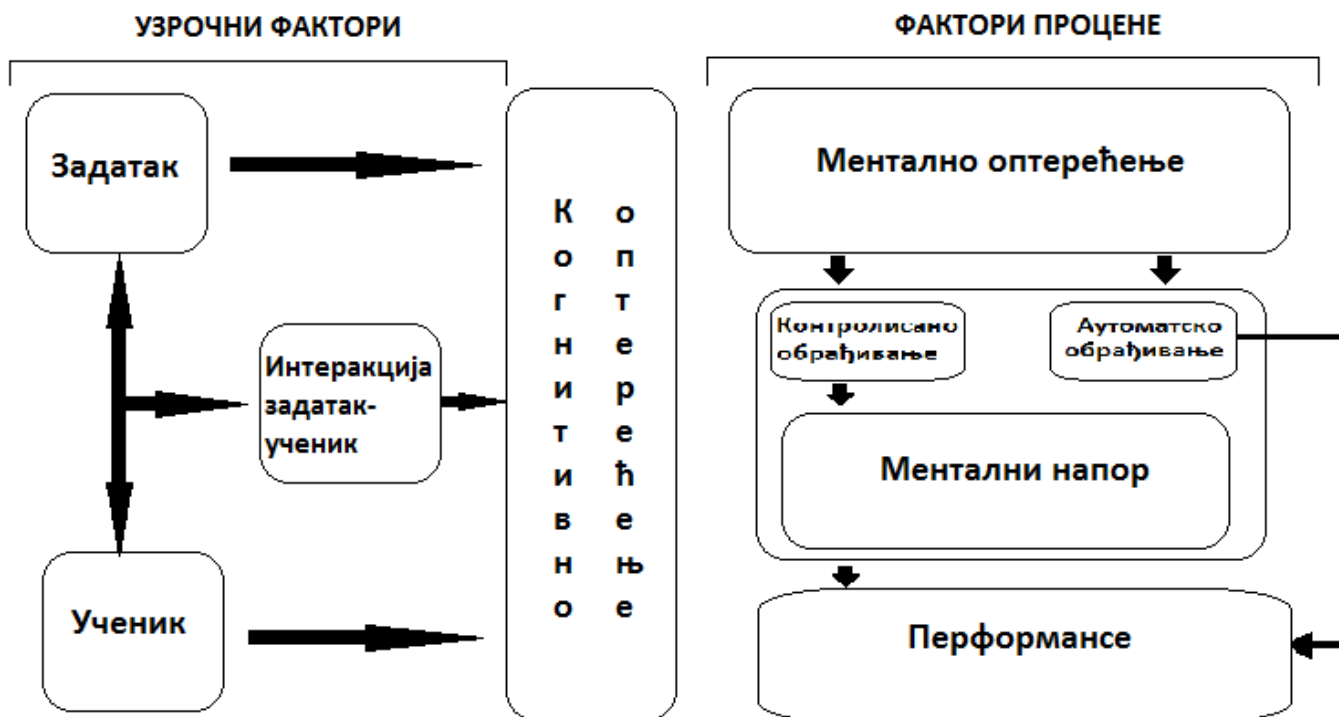 УЗРОЧНИ ФАКТОРИ
Задатак
Интеракција
задатак-
ученик
Ученик
Когнитивно
оптерећење
ФАКТОРИ ПРОЦЕНЕ
Ментално оптерећење
Контролисано
обрађивање
Аутоматско
обрађивање
Ментални напор
Перформансе